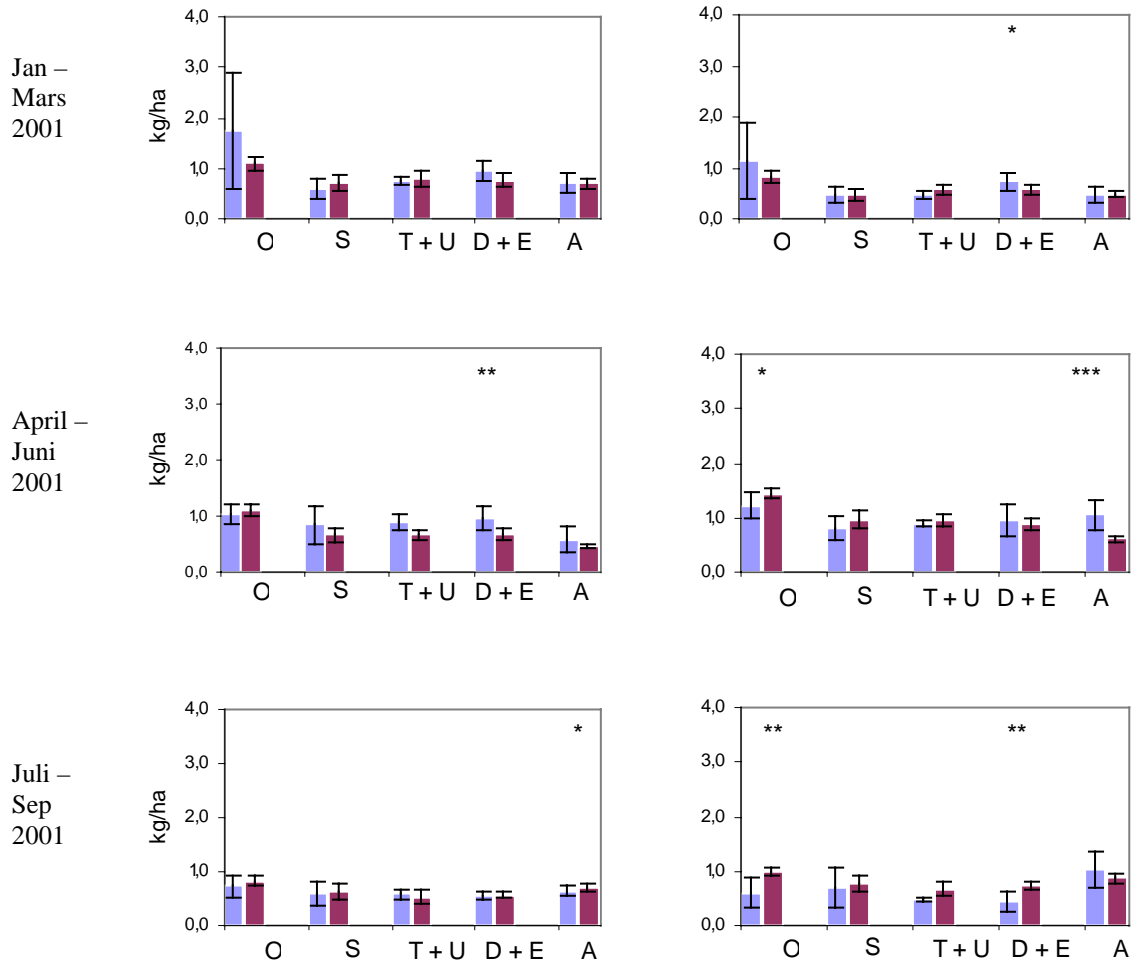 Jan –
Mars
2001
kg/ha
4,0
3,0
2,0
1,0
0,0
O S T + U D + E A
4,0
3,0
2,0
1,0
0,0
*
O S T + U D + E A
April –
Juni
2001
kg/ha
4,0
3,0
2,0
1,0
0,0
**
O S T + U D + E A
4,0
3,0
2,0
1,0
0,0
* ***
O S T + U D + E A
Juli –
Sep
2001
kg/ha
4,0
3,0
2,0
1,0
0,0
*
O S T + U D + E A
4,0
3,0
2,0
1,0
0,0
** **
O S T + U D + E A